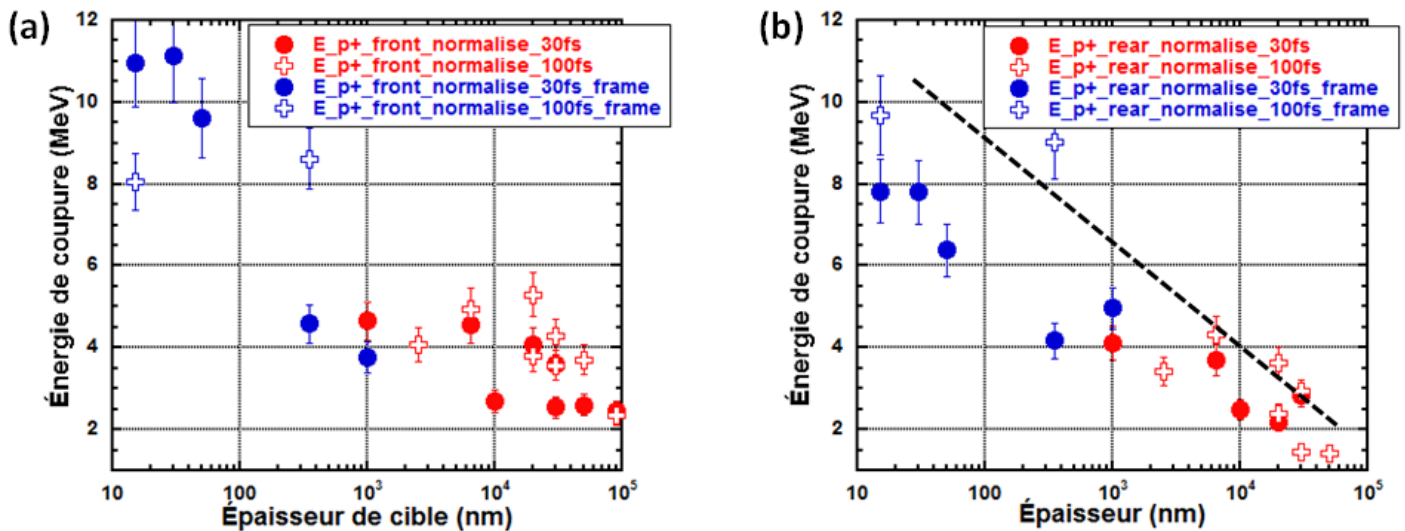 (a)
E_p+_front_normalise_30fs
E_p+_front_normalise_100fs
E_p+_front_normalise_30fs_frame
E_p+_front_normalise_100fs_frame
Énergie de coupure (MeV)
12
10
8
6
4
2
10
100
10³
10⁴
10⁵
Épaisseur de cible (nm)
(b)
E_p+_rear_normalise_30fs
E_p+_rear_normalise_100fs
E_p+_rear_normalise_30fs_frame
E_p+_rear_normalise_100fs_frame
Énergie de coupure (MeV)
12
10
8
6
4
2
10
100
10³
10⁴
10⁵
Épaisseur (nm)